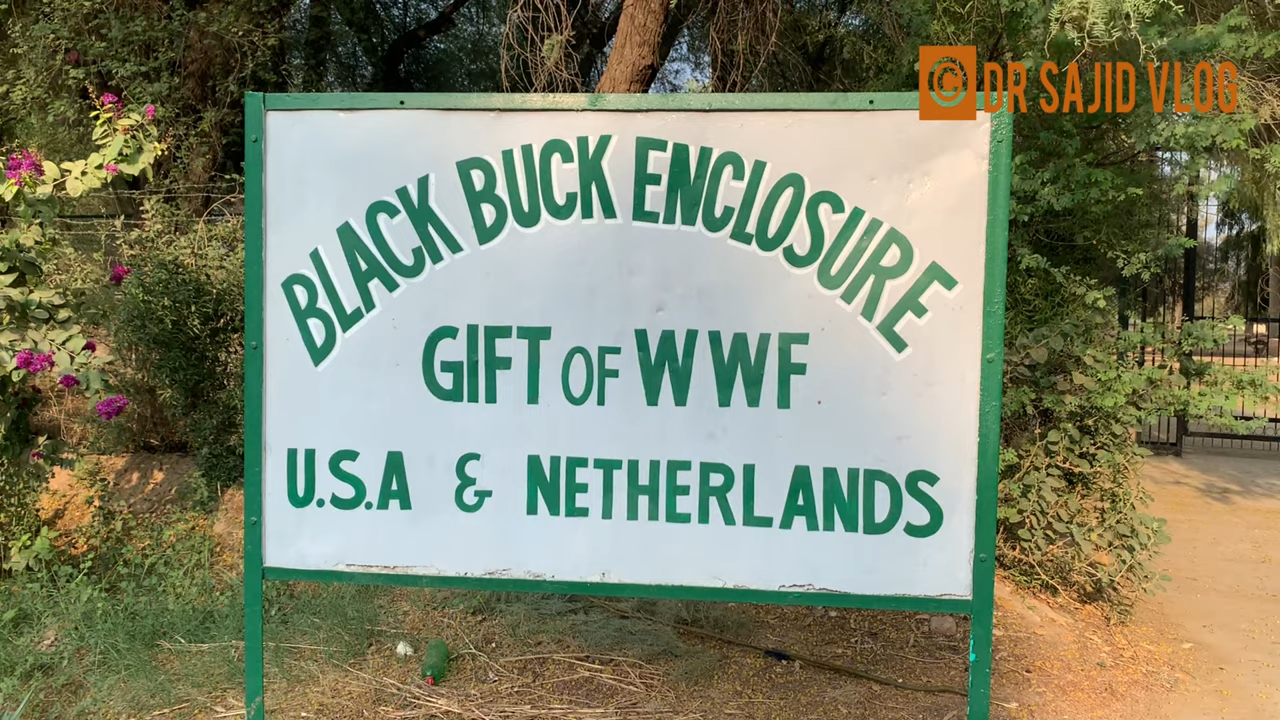 © DR SAJID VLOG
BLACK BUCK ENCLOSURE
GIFT OF WWF
U.S.A & NETHERLANDS